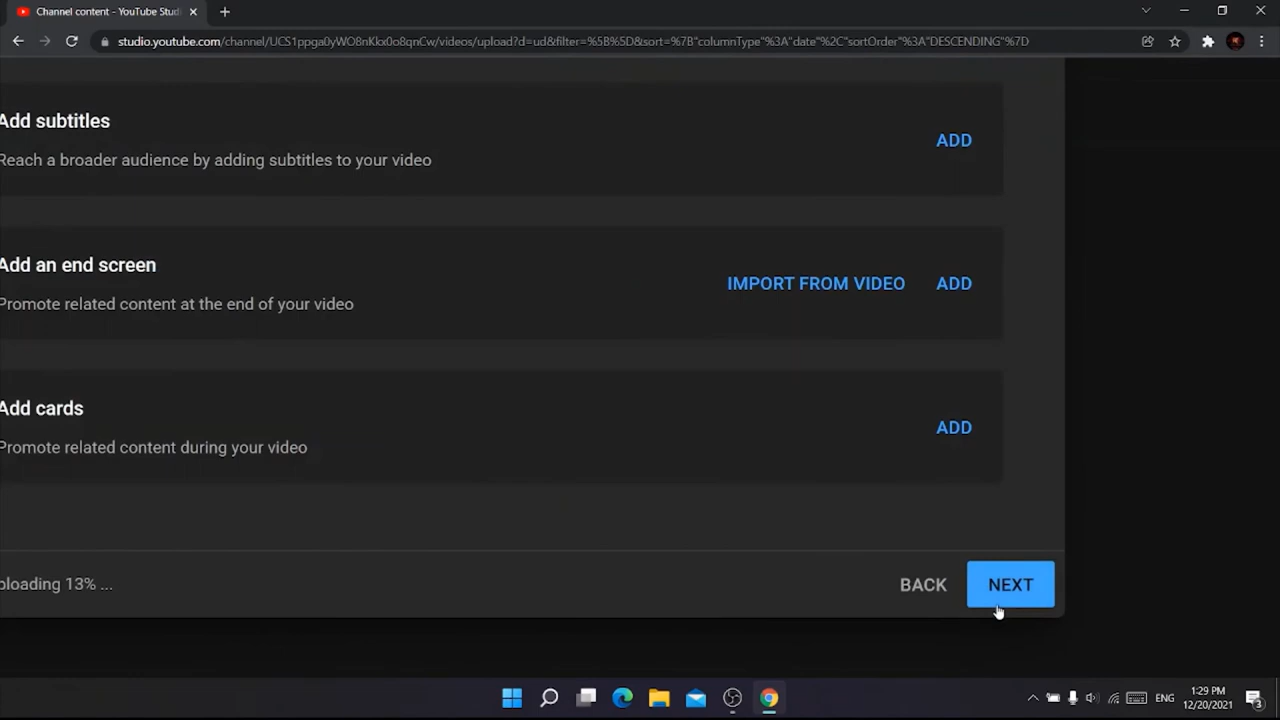 Channel content - YouTube Studi
studio.youtube.com/channel/UCS1ppga0yWO8nKkx0o8qnCw/videos/upload?d=ud&filter=%5B%5D&sort=%7B"columnType"%3A"date"%2C"sortOrder"%3A"DESCENDING"%7D
Add subtitles
Reach a broader audience by adding subtitles to your video
ADD
Add an end screen
Promote related content at the end of your video
IMPORT FROM VIDEO ADD
Add cards
Promote related content during your video
ADD
ploading 13% ...
BACK NEXT
ENG
1:29 PM
12/20/2021
3